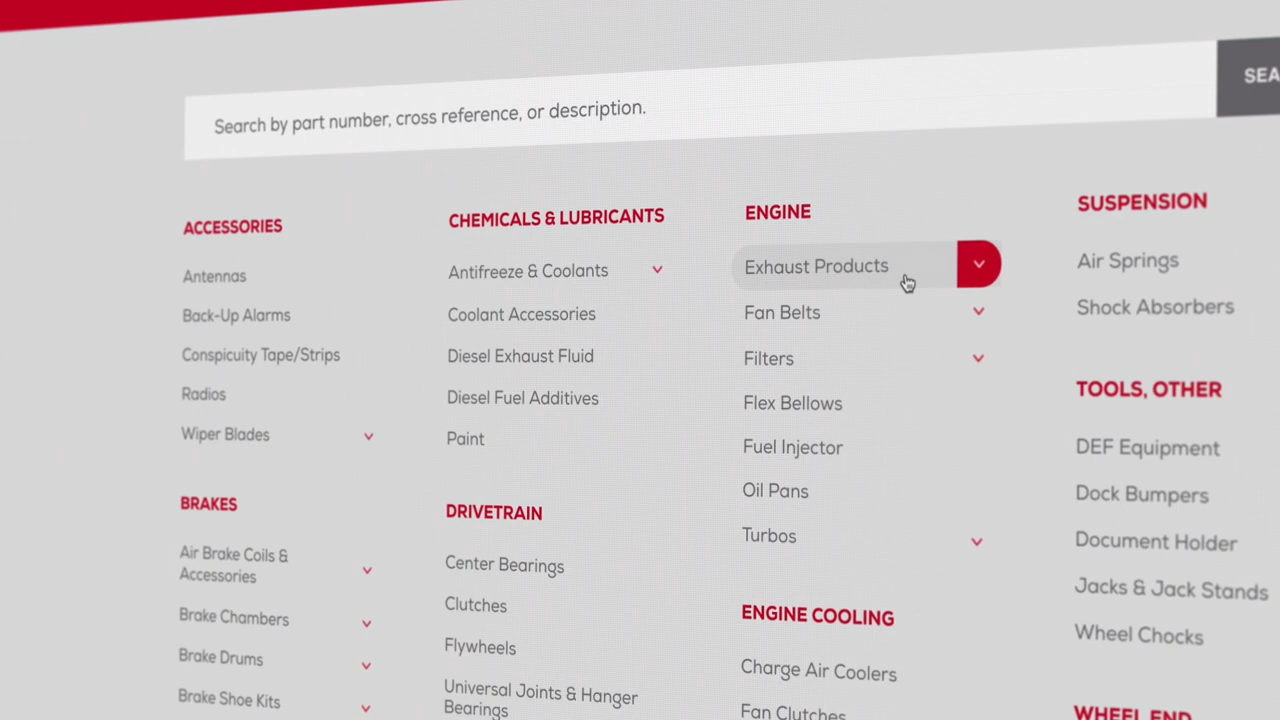 Search by part number, cross reference, or description.
SEA
ACCESSORIES
Antennas
Back-Up Alarms
Conspicuity Tape/Strips
Radios
Wiper Blades
BRAKES
Air Brake Coils &
Accessories
Brake Chambers
Brake Drums
Brake Shoe Kits
CHEMICALS & LUBRICANTS
Antifreeze & Coolants
Coolant Accessories
Diesel Exhaust Fluid
Diesel Fuel Additives
Paint
DRIVETRAIN
Center Bearings
Clutches
Flywheels
Universal Joints & Hanger
Bearings
ENGINE
Exhaust Products
Fan Belts
Filters
Flex Bellows
Fuel Injector
Oil Pans
Turbos
ENGINE COOLING
Charge Air Coolers
Fan Clutches
SUSPENSION
Air Springs
Shock Absorbers
TOOLS, OTHER
DEF Equipment
Dock Bumpers
Document Holder
Jacks & Jack Stands
Wheel Chocks
WHEEL END